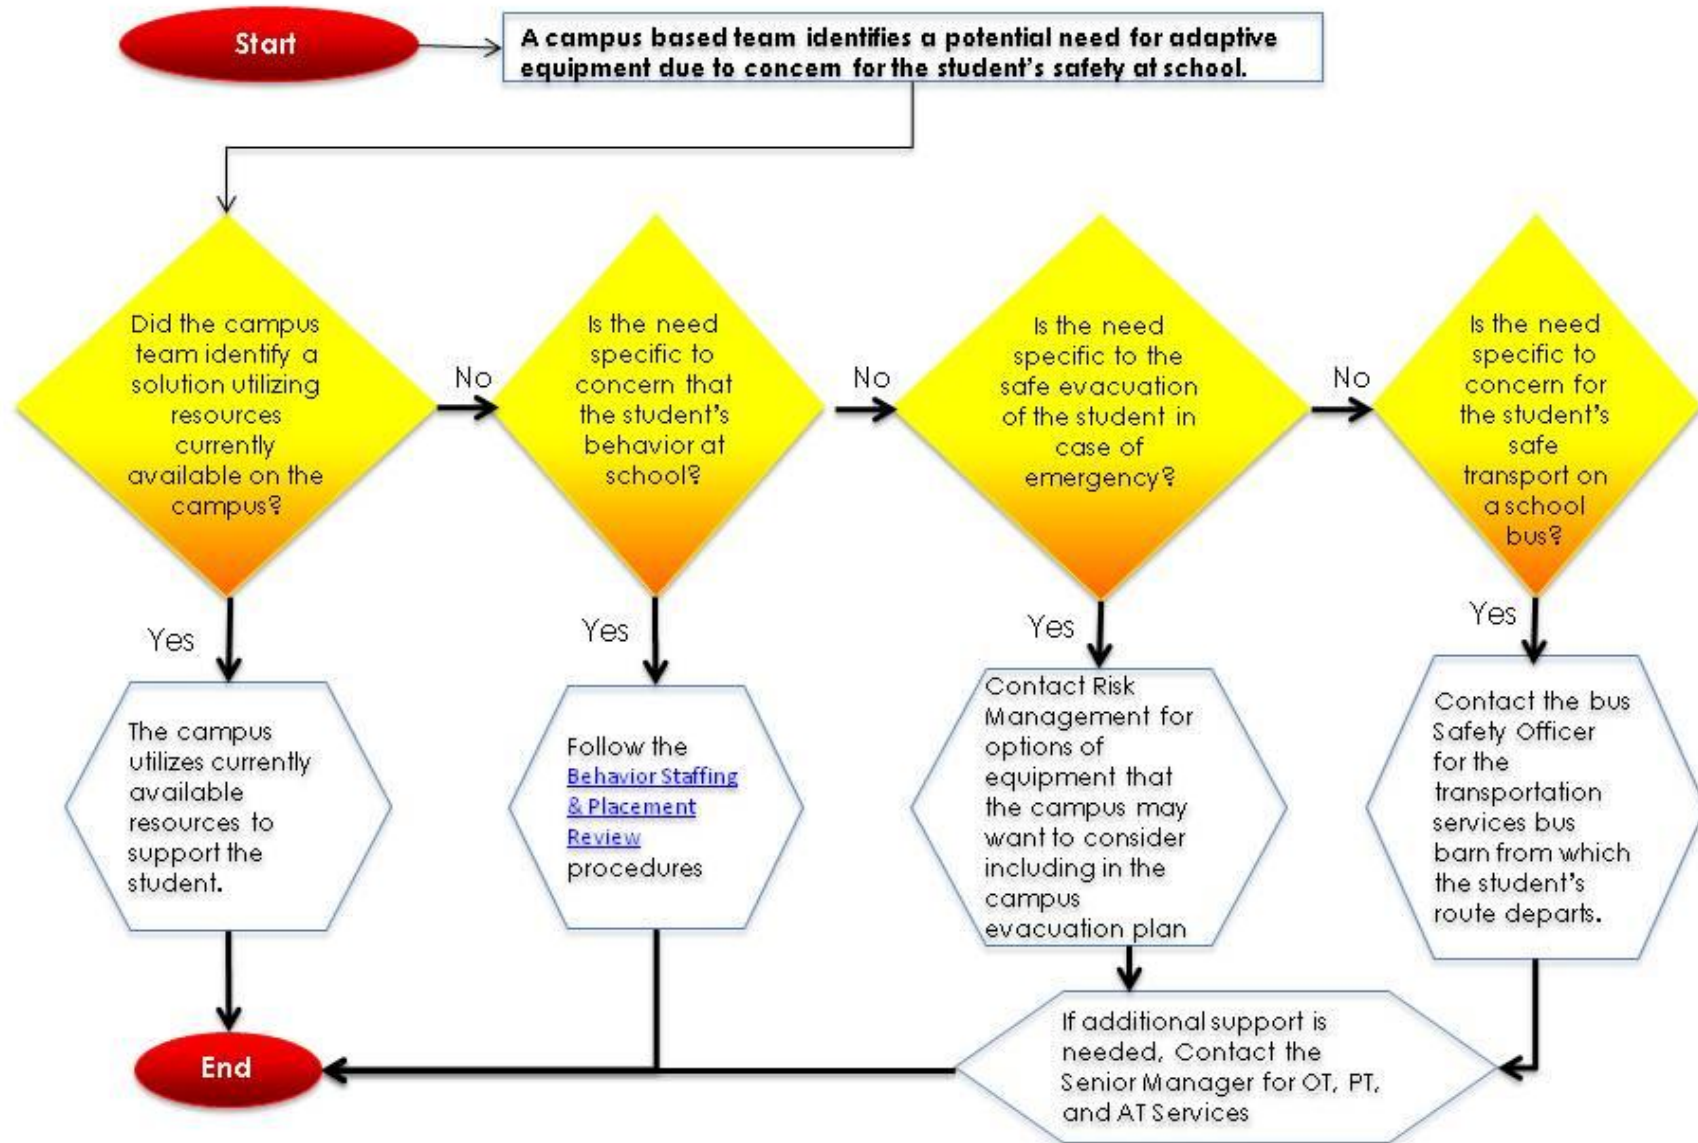 Start
A campus based team identifies a potential need for adaptive
equipment due to concern for the student's safety at school.
Did the campus
team identify a
solution utilizing
resources
currently
available on the
campus?
No
Is the need
specific to
concern that
the student's
behavior at
school?
No
Is the need
specific to the
safe evacuation
of the student in
case of
emergency?
No
Is the need
specific to
concern for
the student's
safe
transport on
a school
bus?
Yes
Yes
Yes
Yes
The campus
utilizes currently
available
resources to
support the
student.
Follow the
Behavior Staffing
& Placement
Review
procedures
Contact Risk
Management for
options of
equipment that
the campus may
want to consider
including in the
campus
evacuation plan
Contact the bus
Safety Officer
for the
transportation
services bus
barn from which
the student's
route departs.
End
If additional support is
needed, Contact the
Senior Manager for OT, PT,
and AT Services